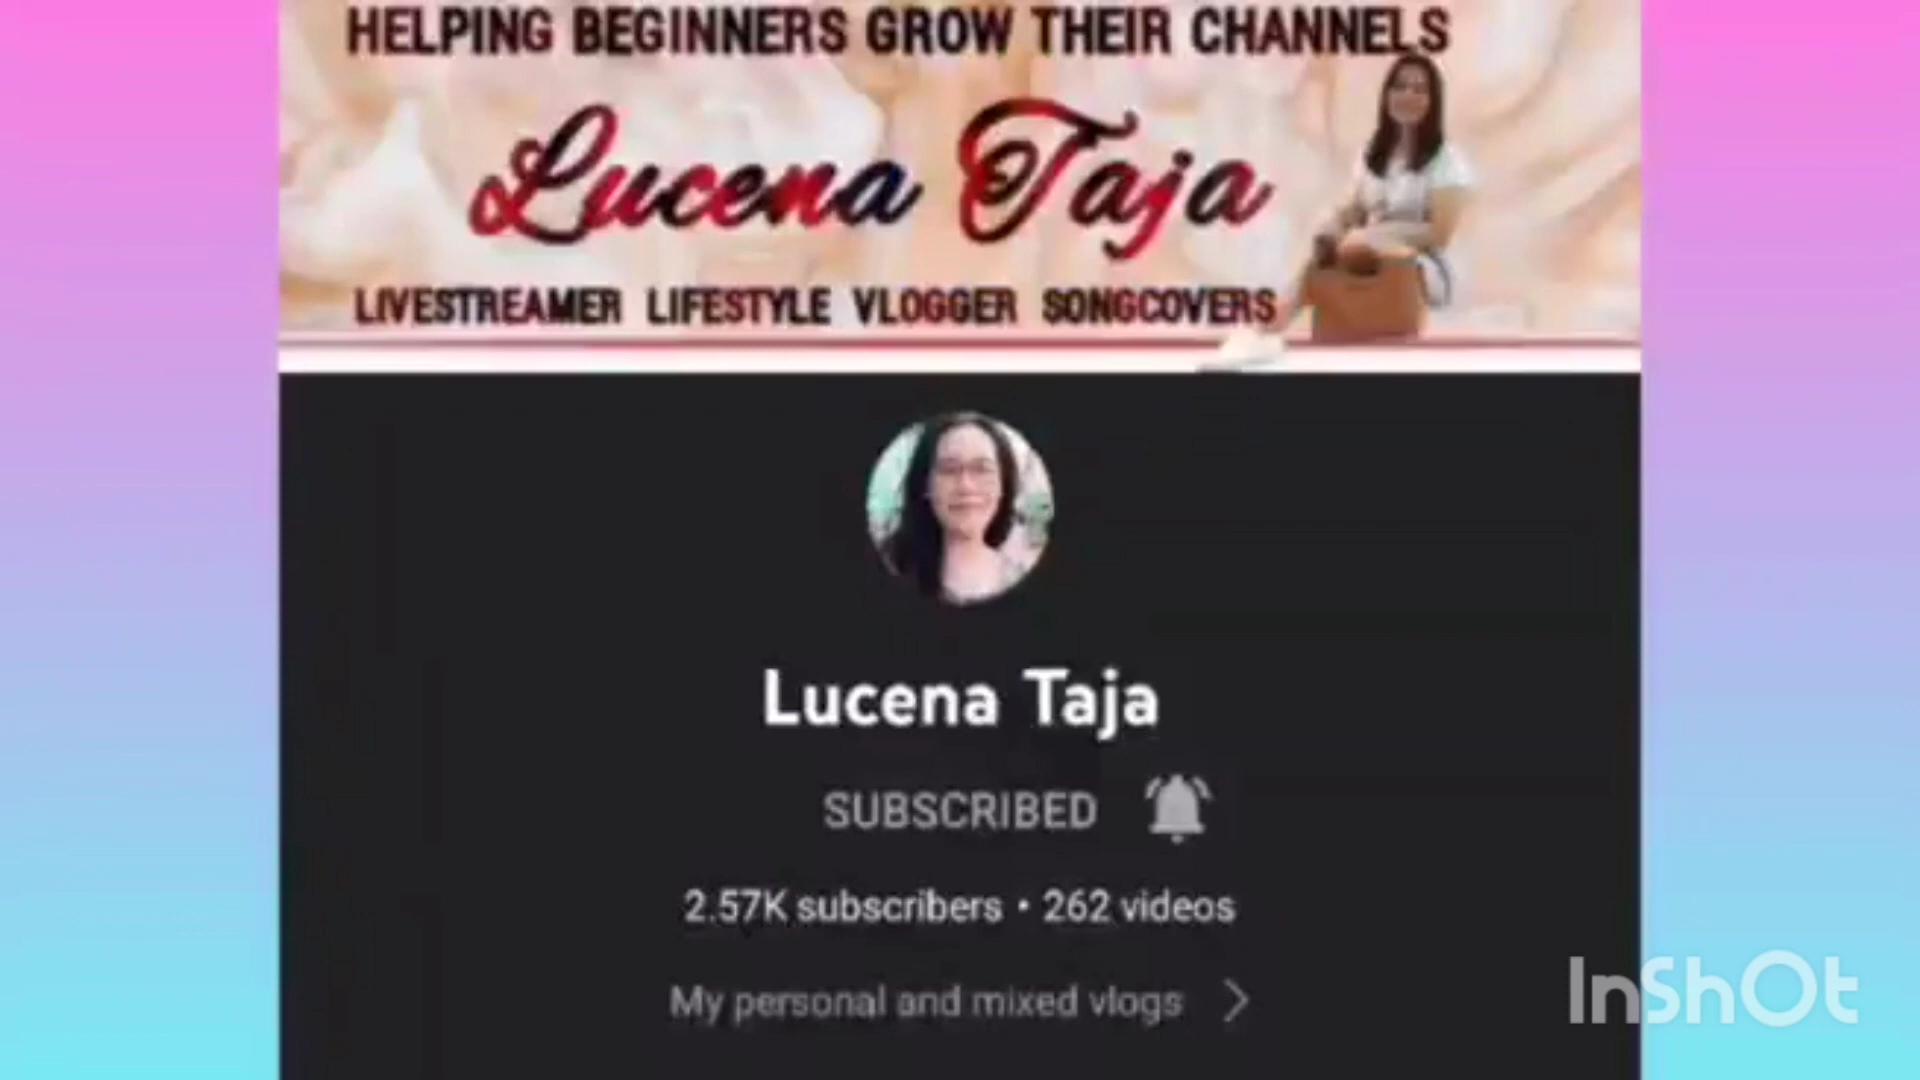 HELPING BEGINNERS GROW THEIR CHANNELS
Lucena Taja
LIVESTREAMER LIFESTYLE VLOGGER SONGCOVERS
Lucena Taja
SUBSCRIBED
2.57K subscribers • 262 videos
My personal and mixed vlogs
InShOt